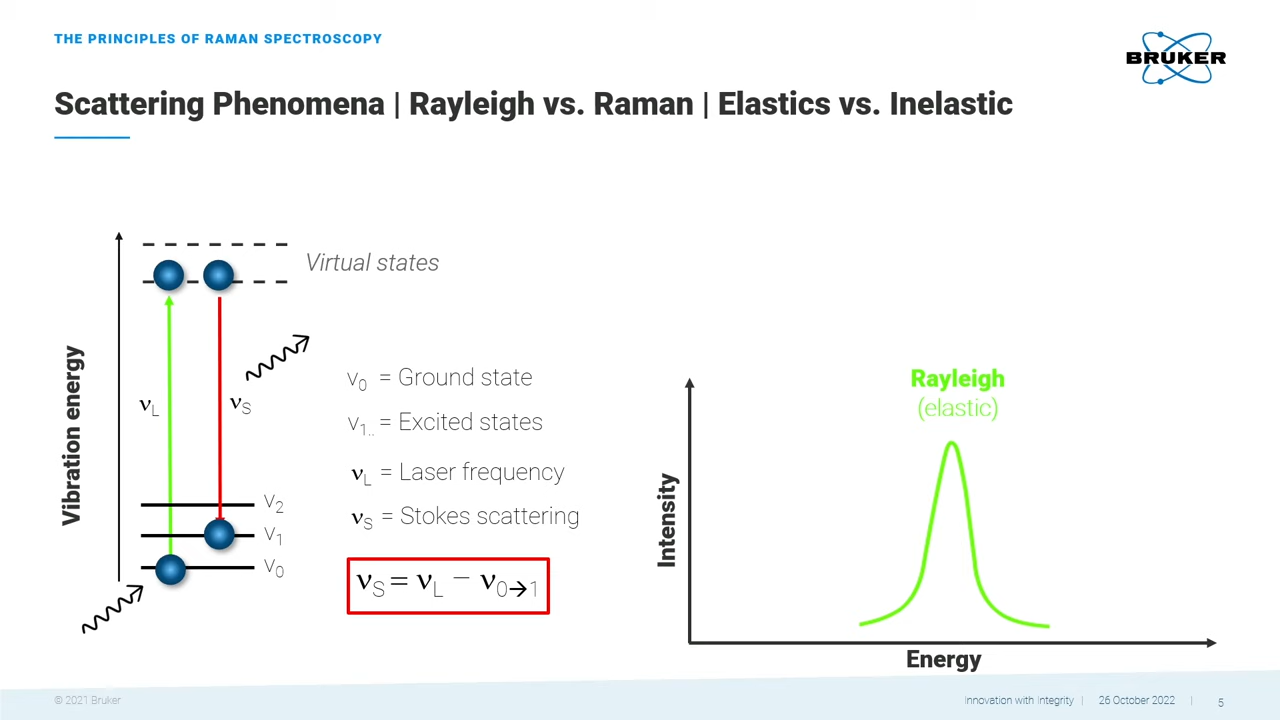 THE PRINCIPLES OF RAMAN SPECTROSCOPY
BRUKER
Scattering Phenomena | Rayleigh vs. Raman | Elastics vs. Inelastic
Virtual states
Vibration energy
νL
νS
v2
v1
v0
v0 = Ground state
v1.. = Excited states
νL = Laser frequency
νS = Stokes scattering
νS = νL − ν0→1
Rayleigh
(elastic)
Intensity
Energy
© 2021 Bruker
Innovation with Integrity | 26 October 2022 | 5